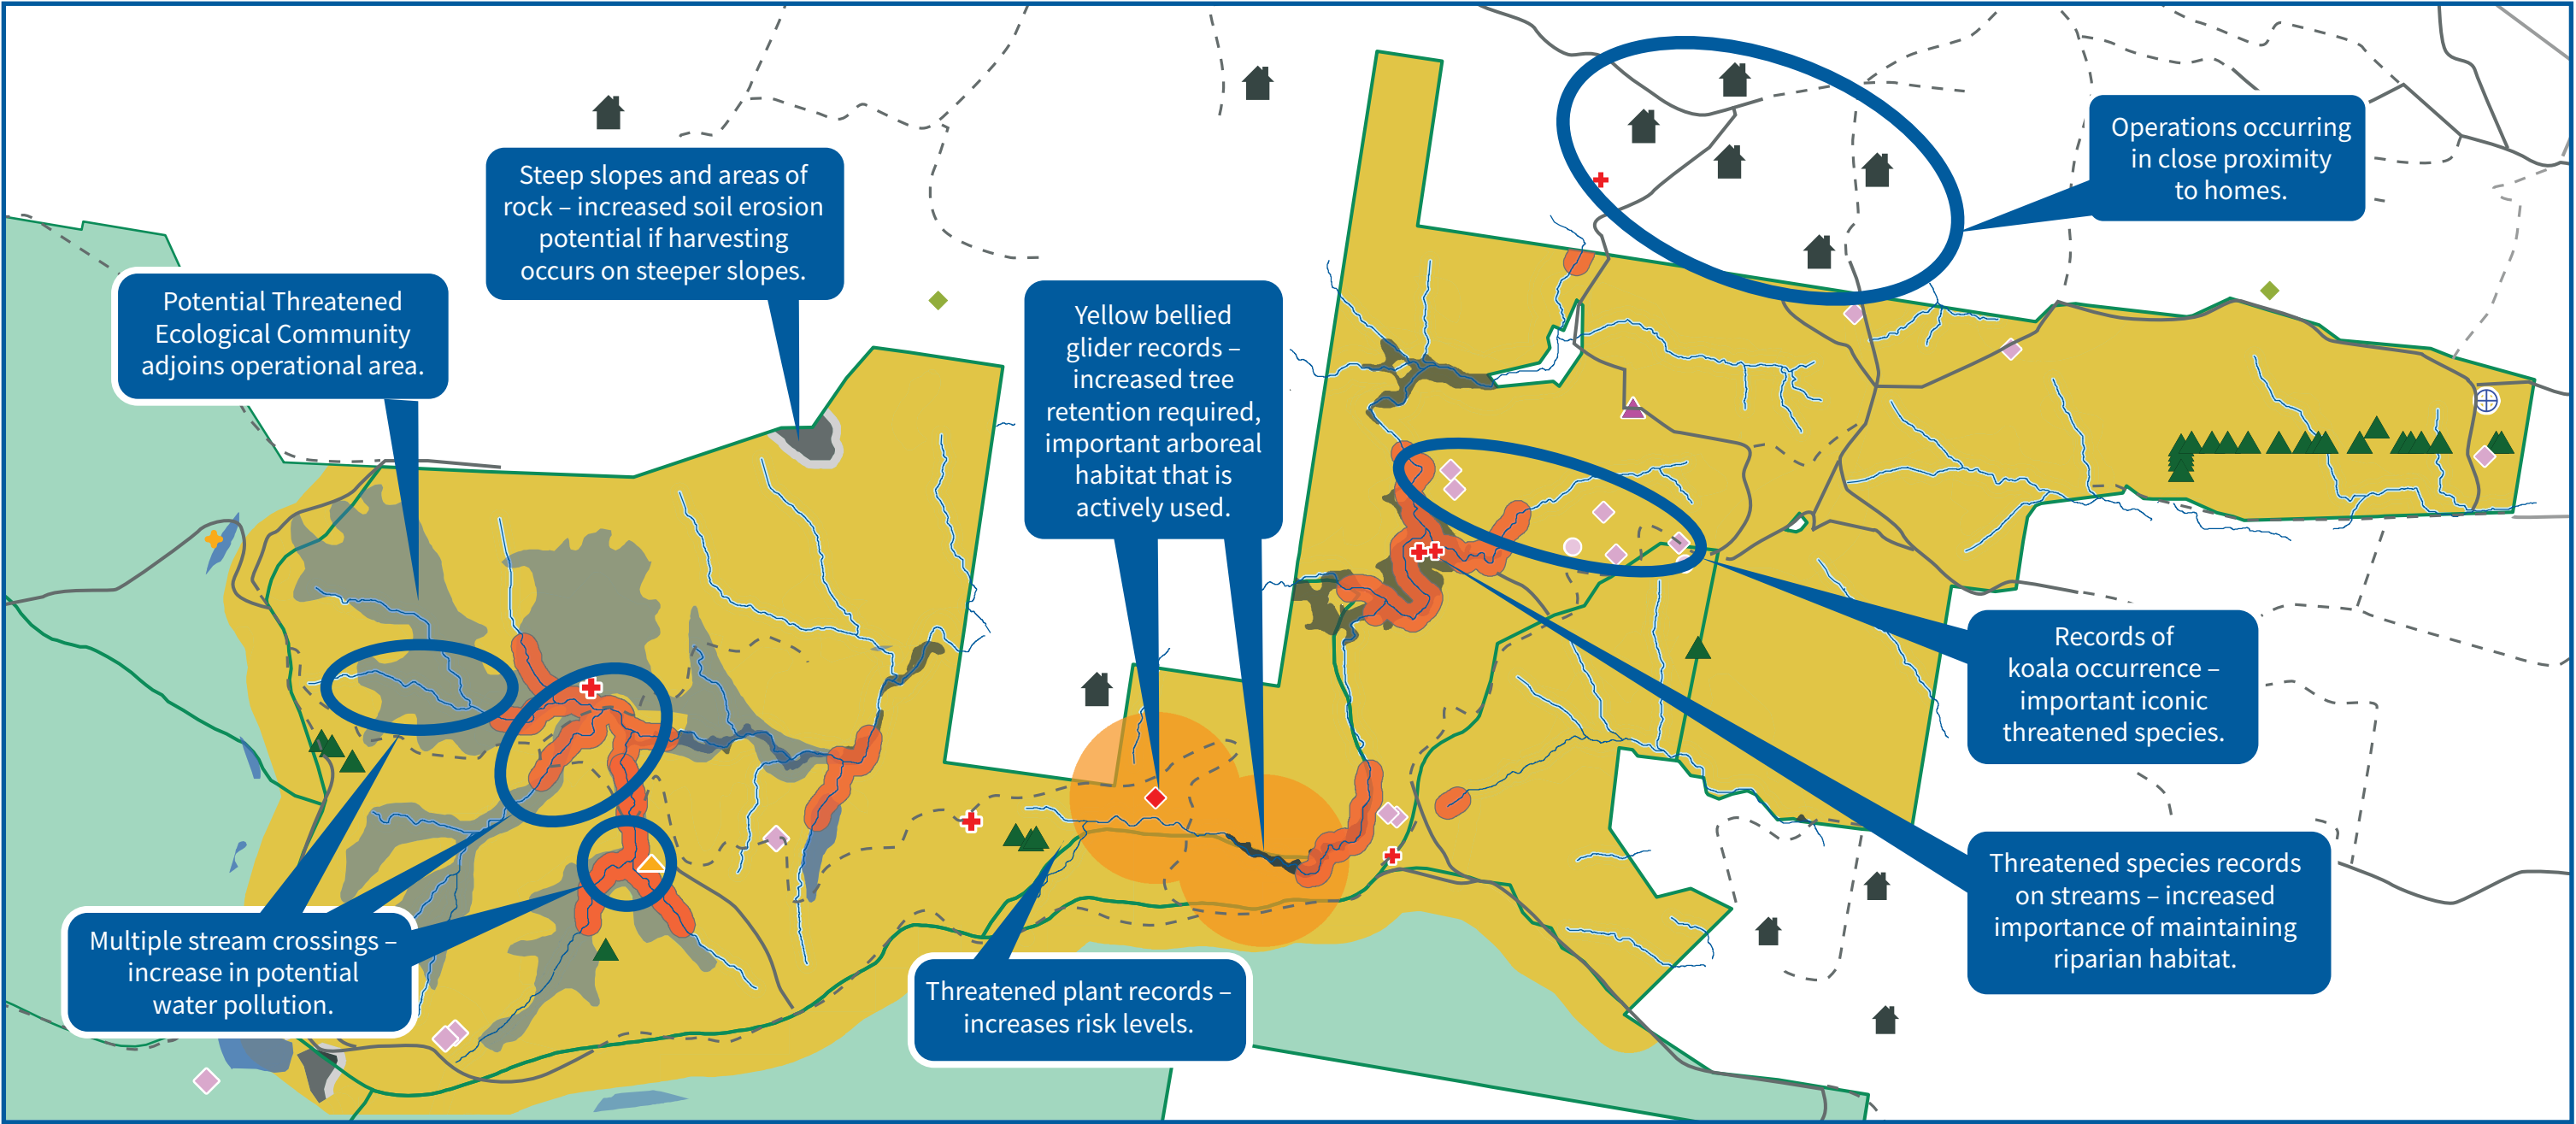 Operations occurring
in close proximity
to homes.
Steep slopes and areas of
rock – increased soil erosion
potential if harvesting
occurs on steeper slopes.
Potential Threatened
Ecological Community
adjoins operational area.
Yellow bellied
glider records –
increased tree
retention required,
important arboreal
habitat that is
actively used.
Records of
koala occurrence –
important iconic
threatened species.
Threatened species records
on streams – increased
importance of maintaining
riparian habitat.
Multiple stream crossings –
increase in potential
water pollution.
Threatened plant records –
increases risk levels.